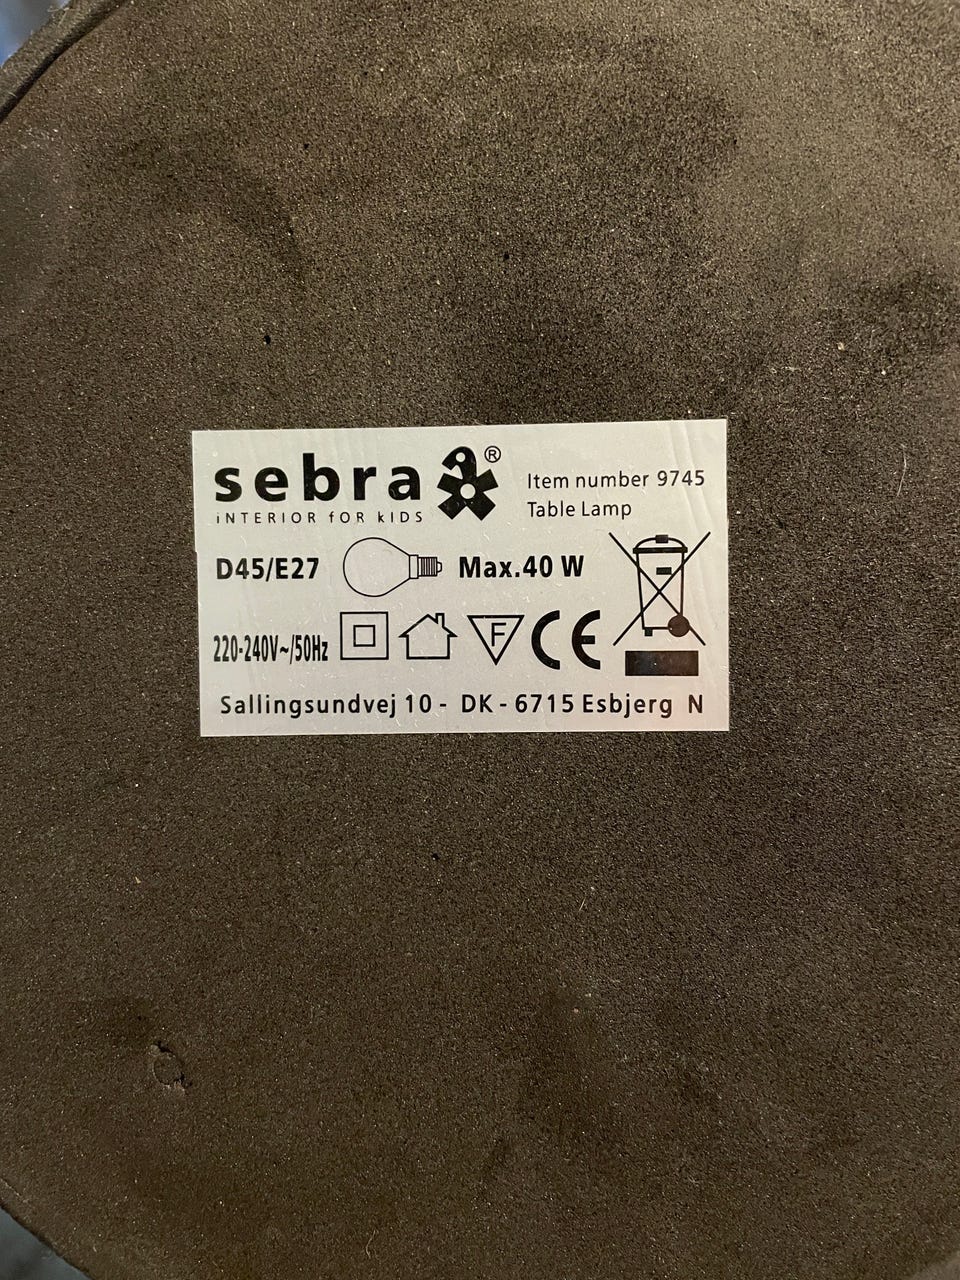 sebra ®
iNTERIOR fOR kIDS
Item number 9745
Table Lamp
D45/E27 Max.40 W
220-240V~/50Hz F CE
Sallingsundvej 10 - DK - 6715 Esbjerg N